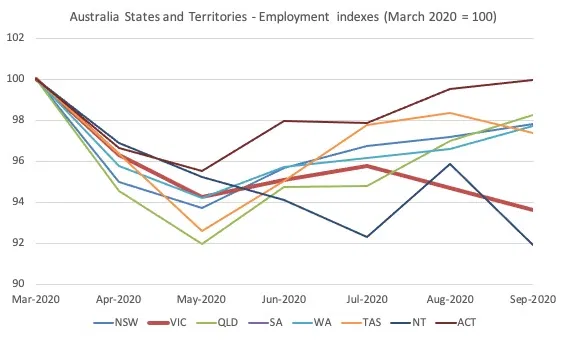 Australia States and Territories - Employment indexes (March 2020 = 100)
102
100
98
96
94
92
90
Mar-2020 Apr-2020 May-2020 Jun-2020 Jul-2020 Aug-2020 Sep-2020
NSW VIC QLD SA WA TAS NT ACT